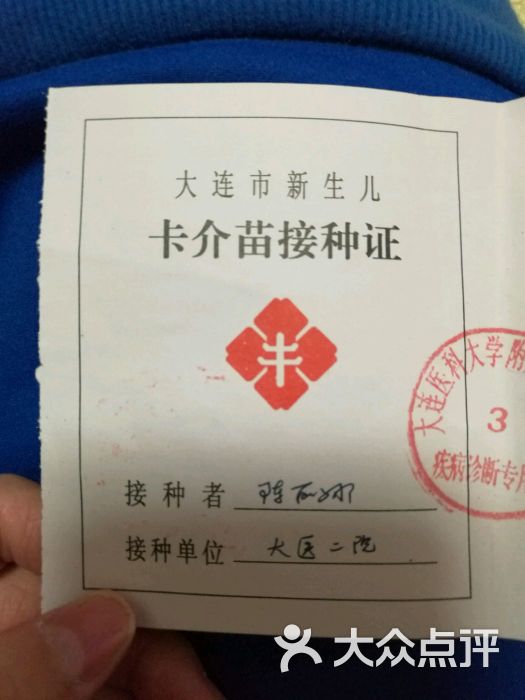 大连市新生儿
卡介苗接种证
大连医科大学附
3
疾病诊断专用
接种者
接种单位 大医二院
大众点评